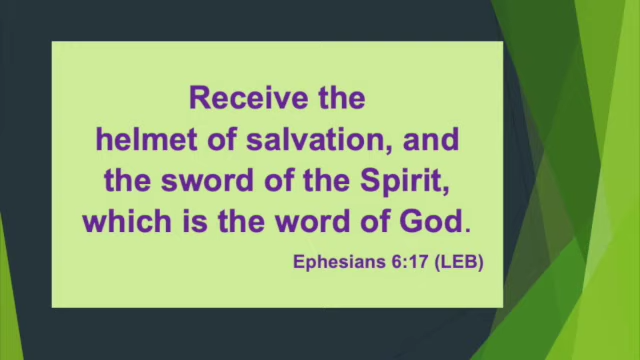 Receive the
helmet of salvation, and
the sword of the Spirit,
which is the word of God.
Ephesians 6:17 (LEB)